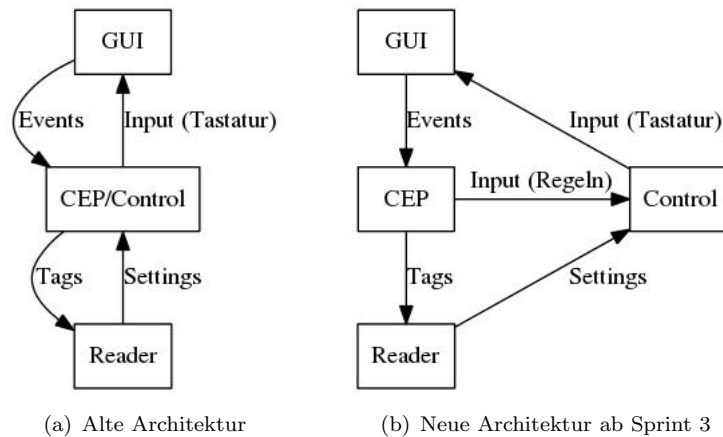 GUI
Events
Input (Tastatur)
CEP/Control
Tags
Settings
Reader
(a) Alte Architektur
GUI
Events
Input (Tastatur)
Input (Regeln)
CEP
Control
Tags
Settings
Reader
(b) Neue Architektur ab Sprint 3